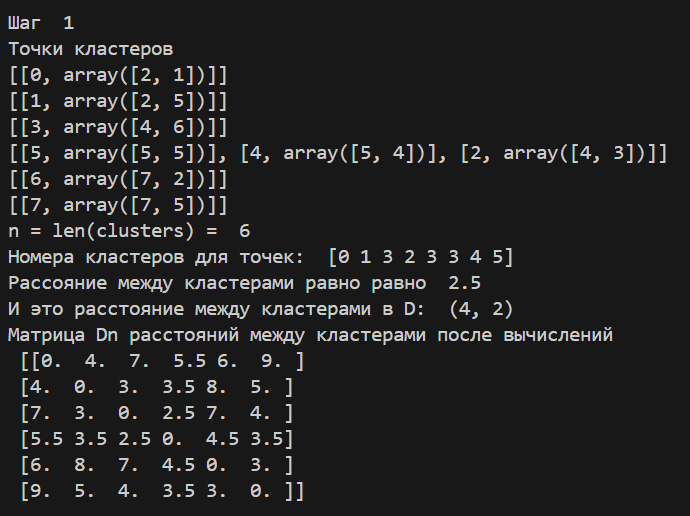 Шаг  1
Точки кластеров
[[0, array([2, 1])]]
[[1, array([2, 5])]]
[[3, array([4, 6])]]
[[5, array([5, 5])], [4, array([5, 4])], [2, array([4, 3])]]
[[6, array([7, 2])]]
[[7, array([7, 5])]]
n = len(clusters) =  6
Номера кластеров для точек:  [0 1 3 2 3 3 4 5]
Рассояние между кластерами равно равно  2.5
И это расстояние между кластерами в D:  (4, 2)
Матрица Dn расстояний между кластерами после вычислений
 [[0.  4.  7.  5.5 6.  9. ]
 [4.  0.  3.  3.5 8.  5. ]
 [7.  3.  0.  2.5 7.  4. ]
 [5.5 3.5 2.5 0.  4.5 3.5]
 [6.  8.  7.  4.5 0.  3. ]
 [9.  5.  4.  3.5 3.  0. ]]